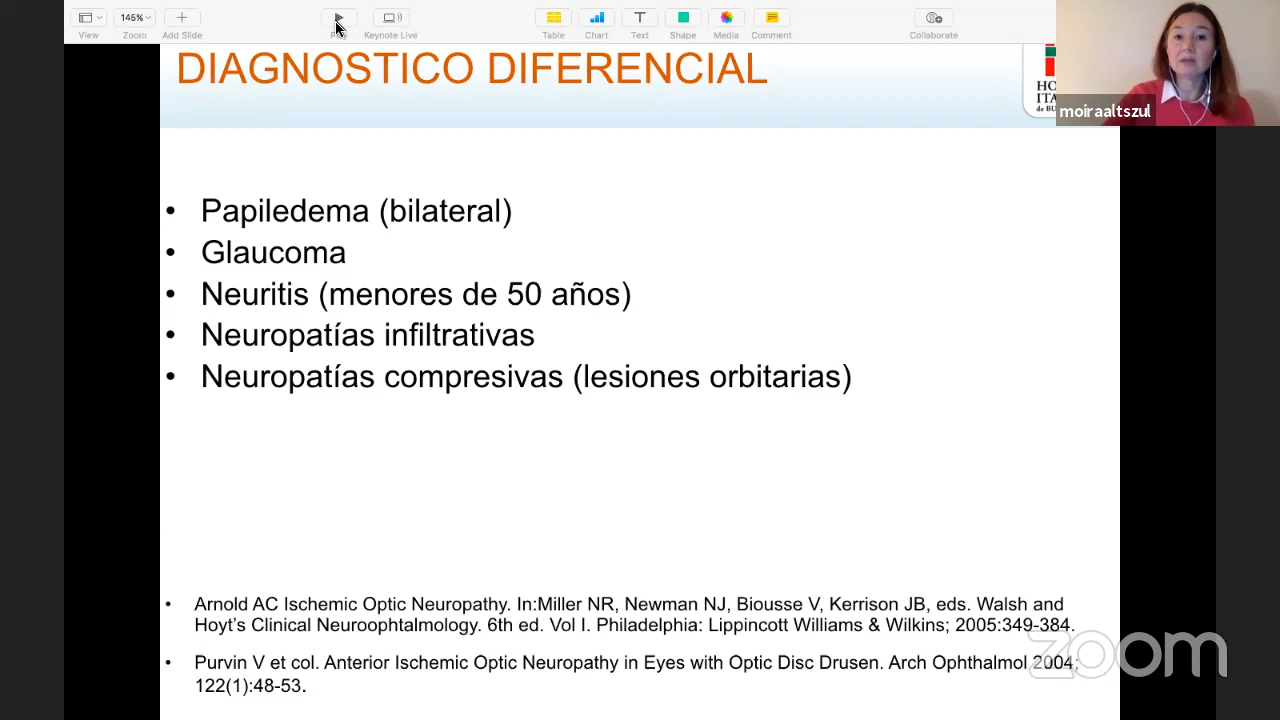 145%
View
Zoom
Add Slide
Keynote Live
Table
Chart
Text
Shape
Media
Comment
Collaborate
DIAGNOSTICO DIFERENCIAL
HO
ITA
de BU
moiraaltszul
• Papiledema (bilateral)
• Glaucoma
• Neuritis (menores de 50 años)
• Neuropatías infiltrativas
• Neuropatías compresivas (lesiones orbitarias)
• Arnold AC Ischemic Optic Neuropathy. In:Miller NR, Newman NJ, Biousse V, Kerrison JB, eds. Walsh and
Hoyt's Clinical Neuroophtalmology. 6th ed. Vol I. Philadelphia: Lippincott Williams & Wilkins; 2005:349-384.
• Purvin V et col. Anterior Ischemic Optic Neuropathy in Eyes with Optic Disc Drusen. Arch Ophthalmol 2004;
122(1):48-53.
zoom